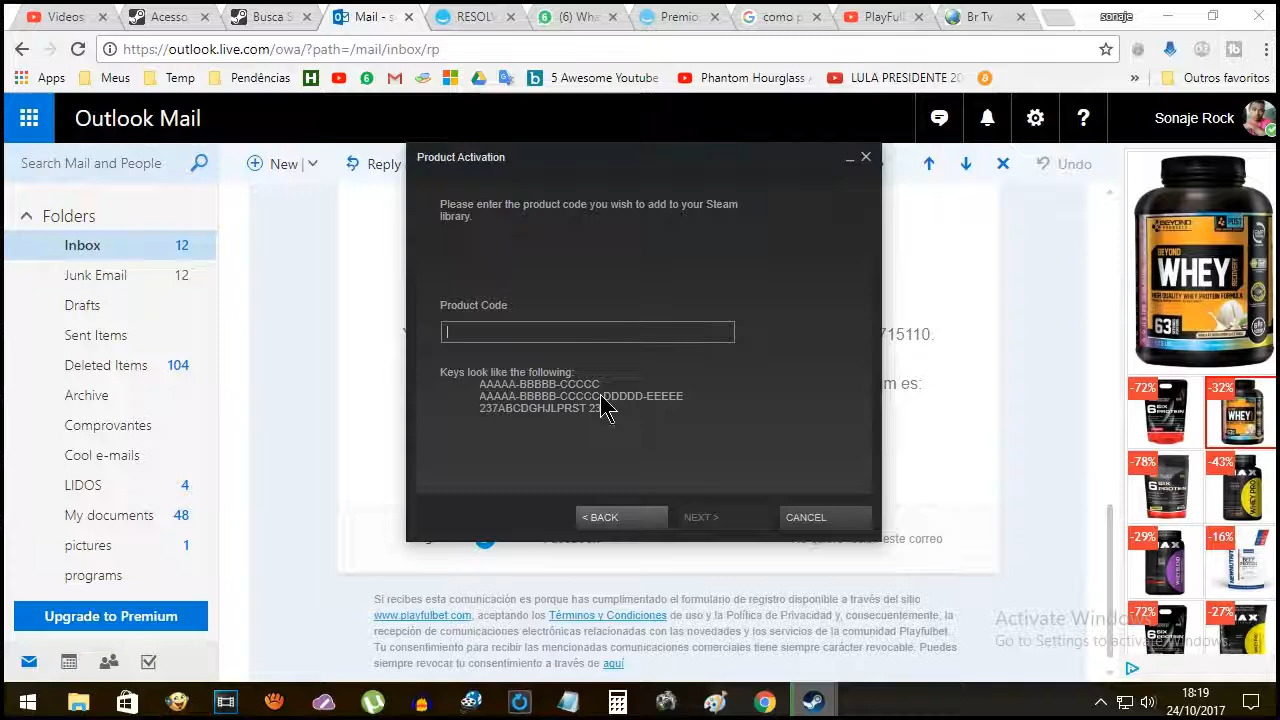 Videos
Acesso
Busca S
Mail - s
RESOLV
(6) Wha
Prêmio
como p
PlayFul
Br Tv
sonaje
https://outlook.live.com/owa/?path=/mail/inbox/rp
Apps
Meus
Temp
Pendências
5 Awesome Youtube
Phantom Hourglass
LULA PRESIDENTE 20
»
Outros favoritos
Outlook Mail
?
Sonaje Rock
Search Mail and People
New
Reply
Undo
Folders
Inbox 12
Junk Email 12
Drafts
Sent Items
Deleted Items 104
Archive
Comprovantes
Cool e-mails
LIDOS 4
My documents 48
pictures 1
programs
Upgrade to Premium
Product Activation
Please enter the product code you wish to add to your Steam
library.
Product Code
Keys look like the following:
AAAAA-BBBBB-CCCCC
AAAAA-BBBBB-CCCCC-DDDDD-EEEEE
237ABCDGHJLPRST 23
< BACK
NEXT >
CANCEL
715110.
m es:
este correo
Si recibes esta comunicación es porque has cumplimentado el formulario de registro disponible a través del sitio
www.playfulbet.com, aceptando los Términos y Condiciones de uso y la Política de Privacidad y, consecuentemente, la
recepción de comunicaciones electrónicas relacionadas con las novedades y los servicios de la comunidad Playfulbet.
Tu consentimiento para recibir las mencionadas comunicaciones comerciales tiene siempre carácter revocable. Puedes
siempre revocar tu consentimiento a través de aquí
BEYOND
BEYOND
WHEY
RECOVERY
HIGH QUALITY WHEY PROTEIN FORMULA
63
-72%
-32%
-78%
-43%
-29%
-16%
-72%
-27%
Activate Windows
Go to Settings to activate Windows.
18:19
24/10/2017